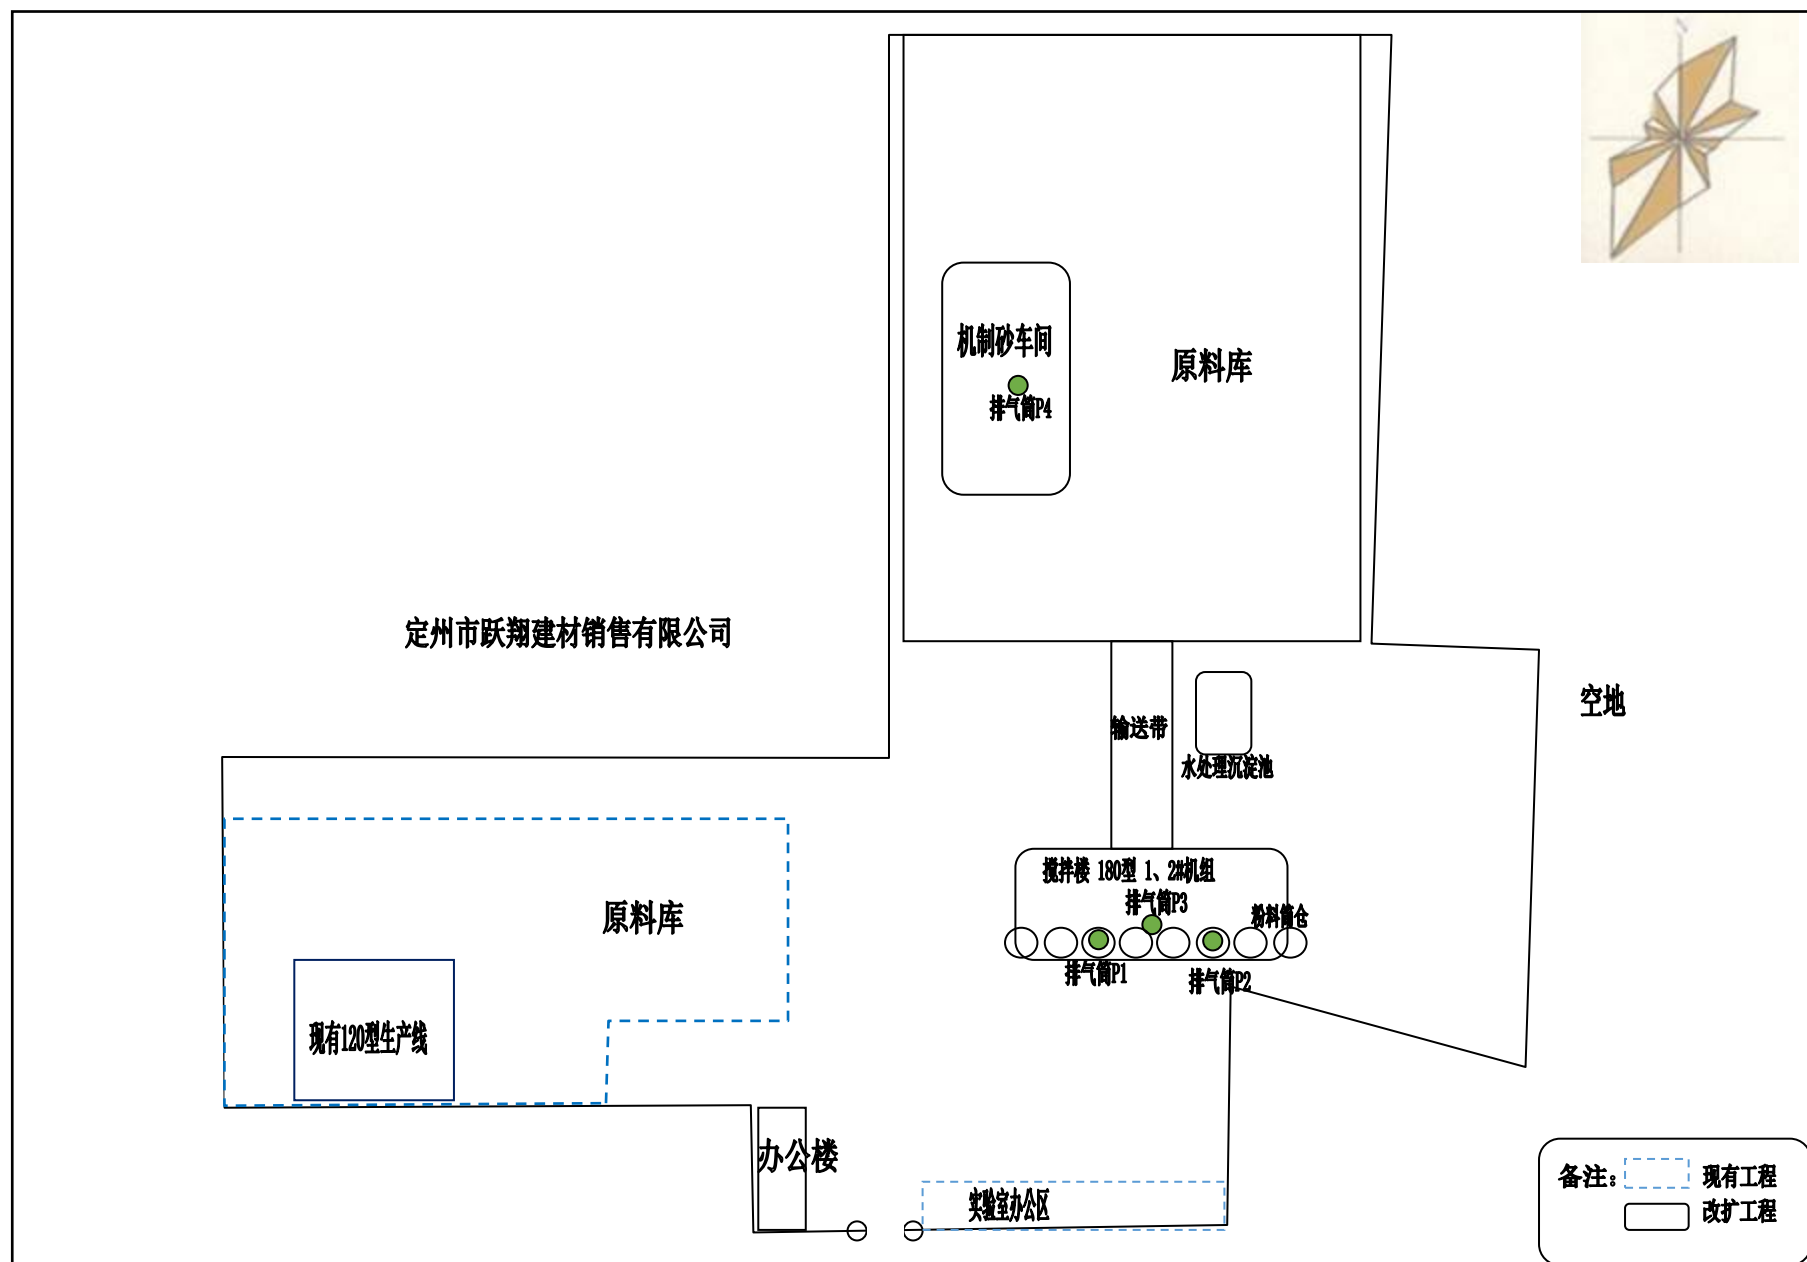 N
机制砂车间
排气筒P4
原料库
定州市跃翔建材销售有限公司
空地
输送带
水处理沉淀池
搅拌楼 180型 1、2#机组
排气筒P3
粉料筒仓
排气筒P1
排气筒P2
原料库
现有120型生产线
办公楼
实验室办公区
备注：
现有工程
改扩工程